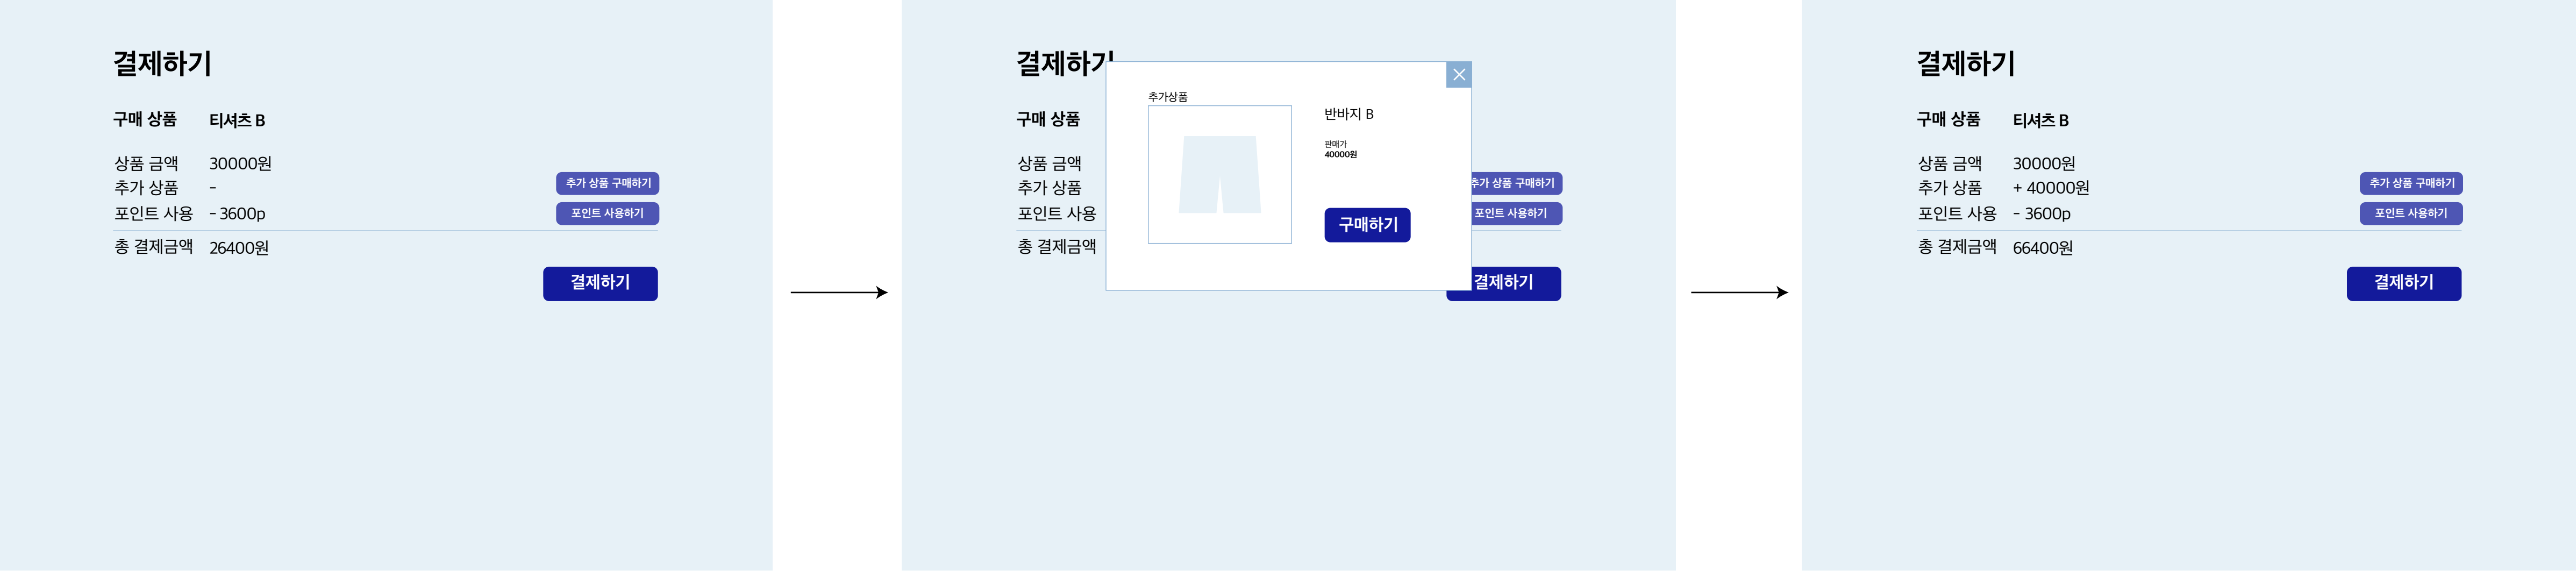 결제하기
구매 상품 티셔츠 B
상품 금액 30000원
추가 상품 -
추가 상품 구매하기
포인트 사용 - 3600p
포인트 사용하기
총 결제금액 26400원
결제하기
결제하기
구매 상품
상품 금액
추가 상품
포인트 사용
총 결제금액
추가상품
반바지 B
판매가
40000원
구매하기
추가 상품 구매하기
포인트 사용하기
결제하기
결제하기
구매 상품 티셔츠 B
상품 금액 30000원
추가 상품 + 40000원
추가 상품 구매하기
포인트 사용 - 3600p
포인트 사용하기
총 결제금액 66400원
결제하기